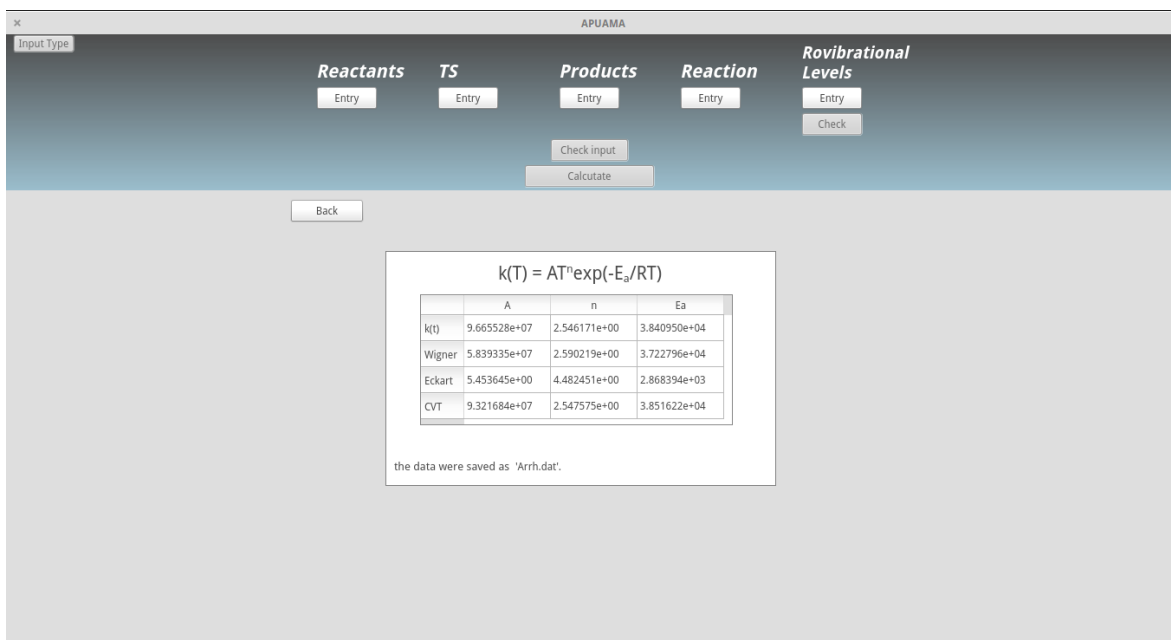 APUAMA
Input Type
Reactants TS Products Reaction Rovibrational
Levels
Entry Entry Entry Entry Entry
Check
Check input
Calcutate
Back
k(T) = ATⁿexp(-Eₐ/RT)
A n Ea
k(t) 9.665528e+07 2.546171e+00 3.840950e+04
Wigner 5.839335e+07 2.590219e+00 3.722796e+04
Eckart 5.453645e+00 4.482451e+00 2.868394e+03
CVT 9.321684e+07 2.547575e+00 3.851622e+04
the data were saved as 'Arrh.dat'.